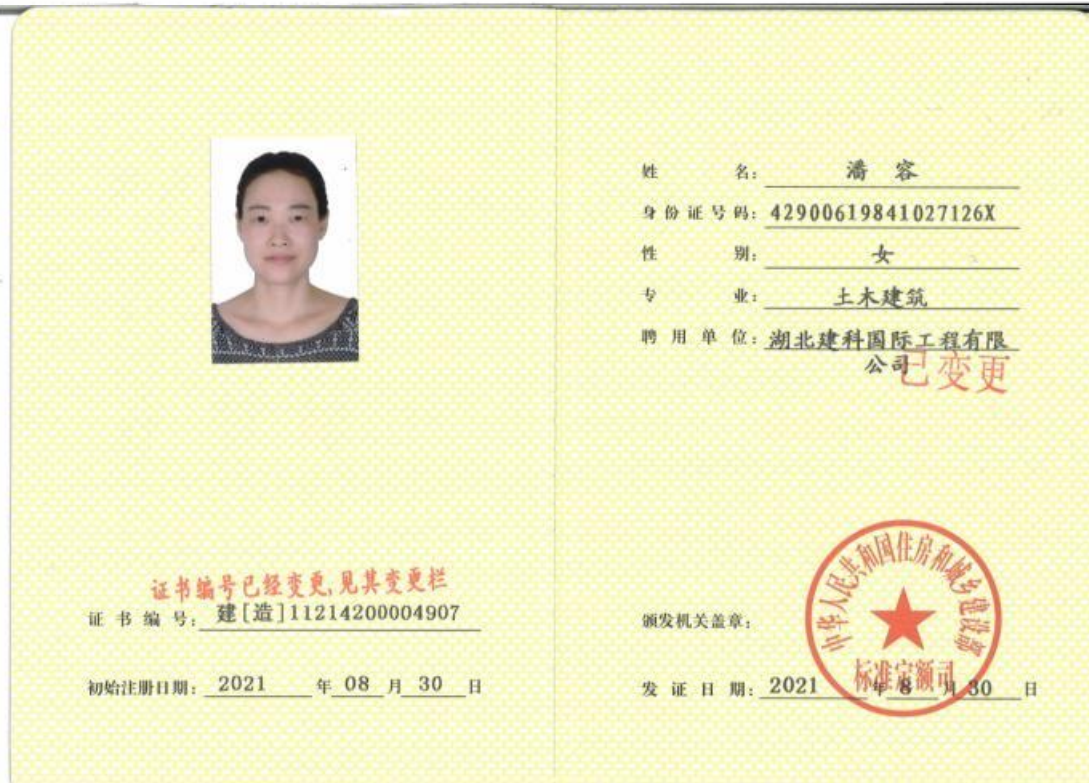 证书编号已经变更,见其变更栏
证 书 编 号: 建[造]11214200004907
初始注册日期: 2021 年 08 月 30 日
姓 名: 潘 容
身份证号码: 42900619841027126X
性 别: 女
专 业: 土木建筑
聘 用 单 位: 湖北建科国际工程有限
公司
已变更
中华人民共和国住房和城乡建设部
颁发机关盖章:
标准定额司
发 证 日 期: 2021 年 8 月 30 日